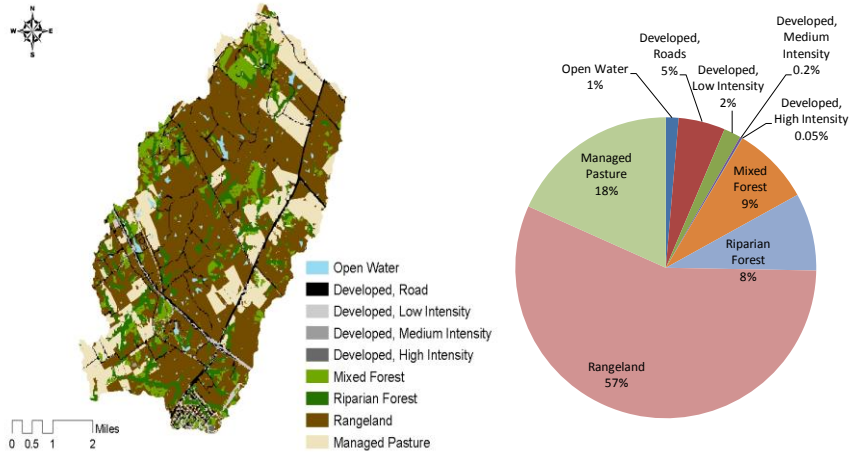 N
W E
S
Open Water
Developed, Road
Developed, Low Intensity
Developed, Medium Intensity
Developed, High Intensity
Mixed Forest
Riparian Forest
Rangeland
Managed Pasture
Miles
0 0.5 1 2
Open Water
1%
Developed,
Roads
5%
Developed,
Low Intensity
2%
Developed,
Medium
Intensity
0.2%
Developed,
High Intensity
0.05%
Mixed
Forest
9%
Riparian
Forest
8%
Rangeland
57%
Managed
Pasture
18%